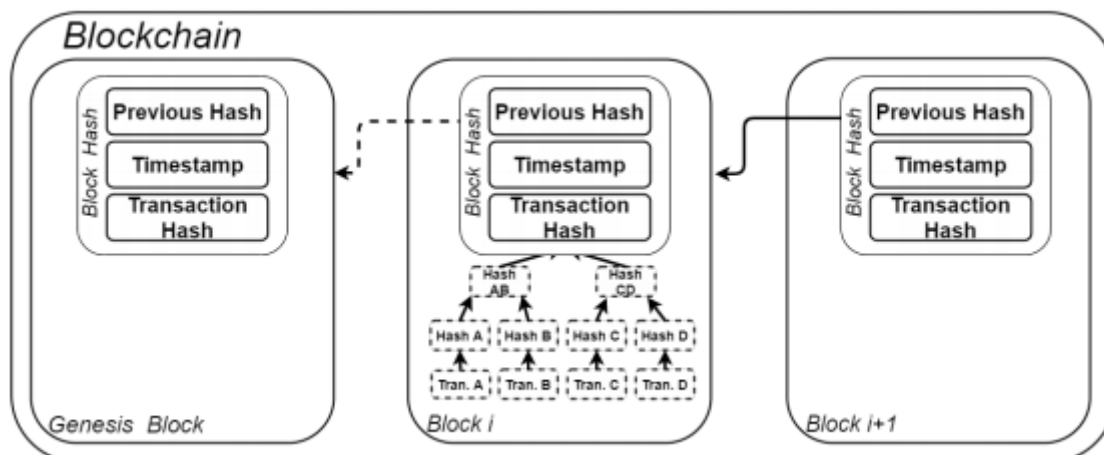 Blockchain
Block Hash
Previous Hash
Timestamp
Transaction
Hash
Genesis Block
Block Hash
Previous Hash
Timestamp
Transaction
Hash
Hash
AB
Hash
CD
Hash A
Hash B
Hash C
Hash D
Tran. A
Tran. B
Tran. C
Tran. D
Block i
Block Hash
Previous Hash
Timestamp
Transaction
Hash
Block i+1